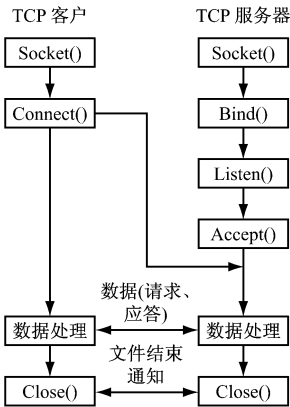 TCP 客户
TCP 服务器
Socket()
Socket()
Connect()
Bind()
Listen()
Accept()
数据(请求、
应答)
数据处理
数据处理
文件结束
通知
Close()
Close()